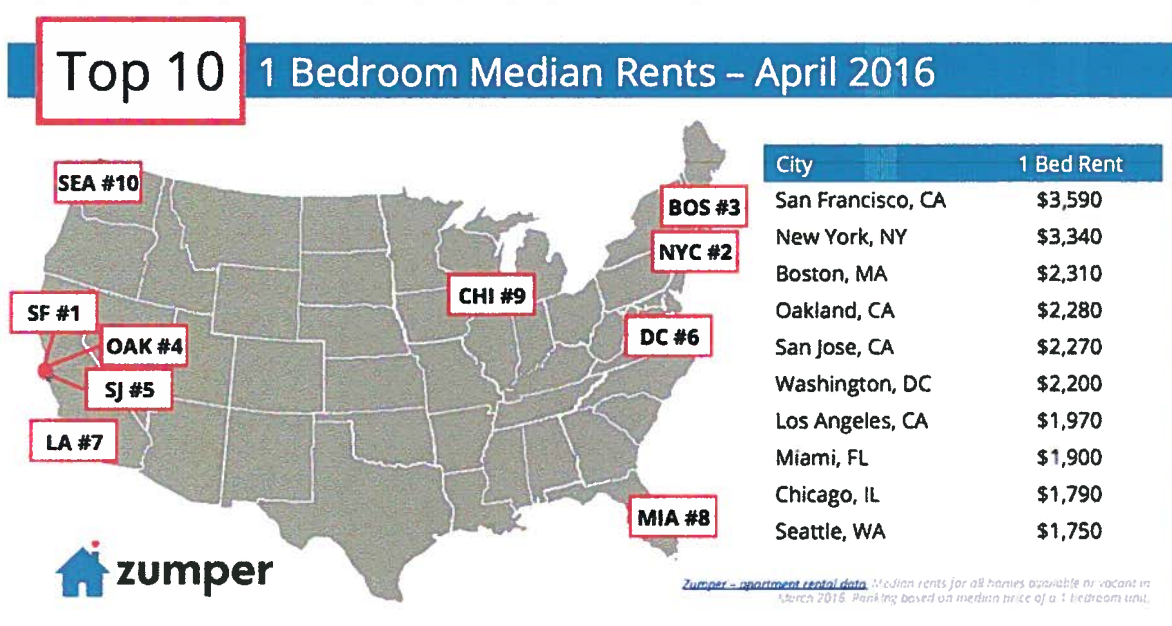 Top 10
1 Bedroom Median Rents – April 2016
SEA #10
BOS #3
NYC #2
CHI #9
SF #1
OAK #4
DC #6
SJ #5
LA #7
MIA #8
City 1 Bed Rent
San Francisco, CA $3,590
New York, NY $3,340
Boston, MA $2,310
Oakland, CA $2,280
San Jose, CA $2,270
Washington, DC $2,200
Los Angeles, CA $1,970
Miami, FL $1,900
Chicago, IL $1,790
Seattle, WA $1,750
zumper
Zumper – apartment rental data. Median rents for all homes available or vacant in
March 2016. Ranking based on median price of a 1 bedroom unit.